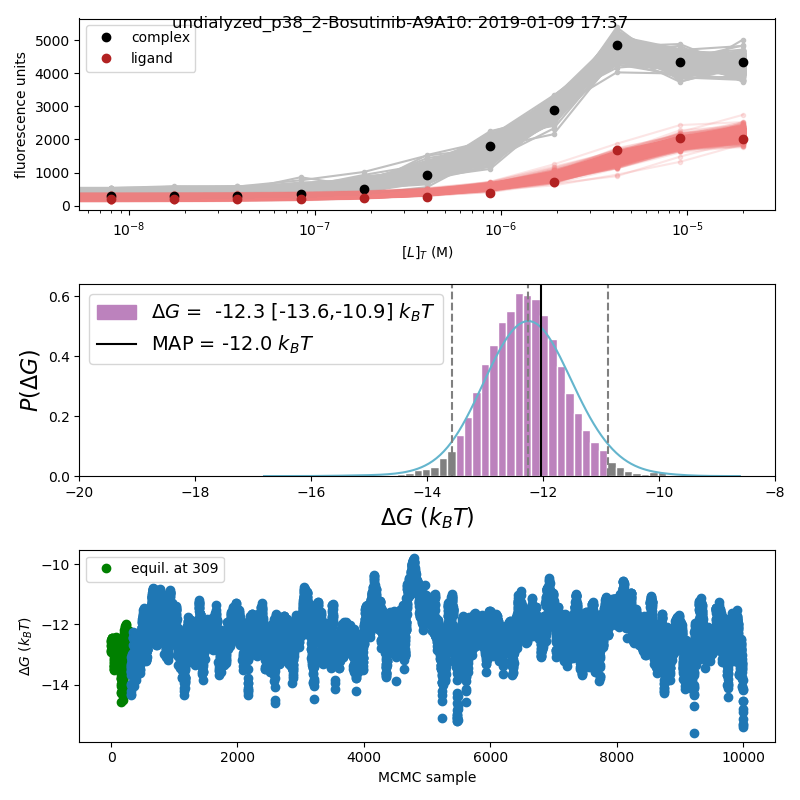 undialyzed_p38_2-Bosutinib-A9A10: 2019-01-09 17:37
complex
ligand
fluorescence units
5000
4000
3000
2000
1000
0
10⁻⁸
10⁻⁷
10⁻⁶
10⁻⁵
[L]_T (M)
ΔG = -12.3 [-13.6,-10.9] k_BT
MAP = -12.0 k_BT
P(ΔG)
0.6
0.4
0.2
0.0
−20
−18
−16
−14
−12
−10
−8
ΔG (k_BT)
equil. at 309
ΔG (k_BT)
−10
−12
−14
0
2000
4000
6000
8000
10000
MCMC sample